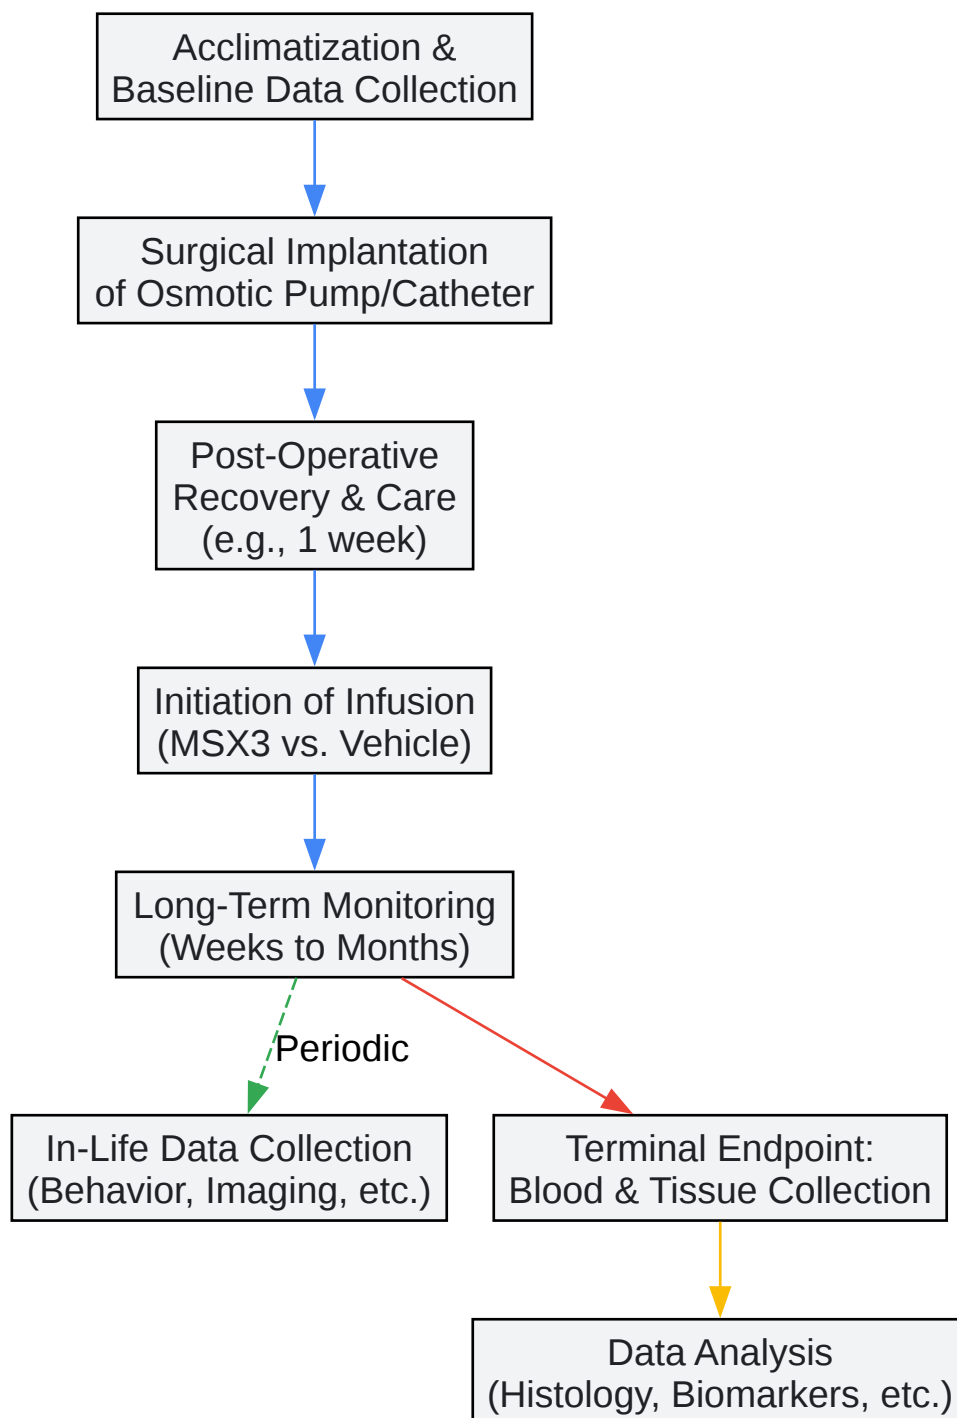 Acclimatization &
Baseline Data Collection
Surgical Implantation
of Osmotic Pump/Catheter
Post-Operative
Recovery & Care
(e.g., 1 week)
Initiation of Infusion
(MSX3 vs. Vehicle)
Long-Term Monitoring
(Weeks to Months)
Periodic
In-Life Data Collection
(Behavior, Imaging, etc.)
Terminal Endpoint:
Blood & Tissue Collection
Data Analysis
(Histology, Biomarkers, etc.)